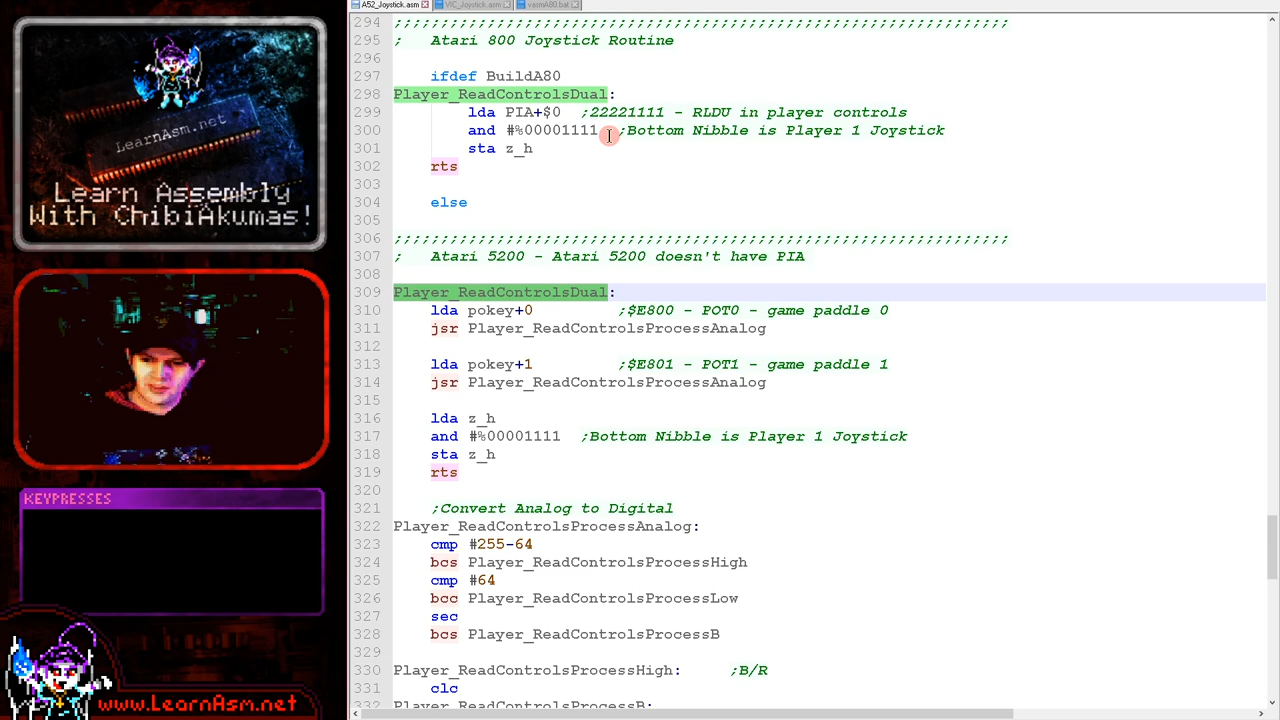 A52_Joystick.asm VIC_Joystick.asm vasmA80.bat
LearnAsm.net
Learn Assembly
With ChibiAkumas!
KEYPRESSES
www.LearnAsm.net
294 ;;;;;;;;;;;;;;;;;;;;;;;;;;;;;;;;;;;;;;;;;;;;;;;;;;;;;;;;;;;;;;;;;;
295 ; Atari 800 Joystick Routine
296
297 ifdef BuildA80
298 Player_ReadControlsDual:
299 lda PIA+$0 ;22221111 - RLDU in player controls
300 and #%00001111 ;Bottom Nibble is Player 1 Joystick
301 sta z_h
302 rts
303
304 else
305
306 ;;;;;;;;;;;;;;;;;;;;;;;;;;;;;;;;;;;;;;;;;;;;;;;;;;;;;;;;;;;;;;;;;;
307 ; Atari 5200 - Atari 5200 doesn't have PIA
308
309 Player_ReadControlsDual:
310 lda pokey+0 ;$E800 - POT0 - game paddle 0
311 jsr Player_ReadControlsProcessAnalog
312
313 lda pokey+1 ;$E801 - POT1 - game paddle 1
314 jsr Player_ReadControlsProcessAnalog
315
316 lda z_h
317 and #%00001111 ;Bottom Nibble is Player 1 Joystick
318 sta z_h
319 rts
320
321 ;Convert Analog to Digital
322 Player_ReadControlsProcessAnalog:
323 cmp #255-64
324 bcs Player_ReadControlsProcessHigh
325 cmp #64
326 bcc Player_ReadControlsProcessLow
327 sec
328 bcs Player_ReadControlsProcessB
329
330 Player_ReadControlsProcessHigh: ;B/R
331 clc
332 Player_ReadControlsProcessB: